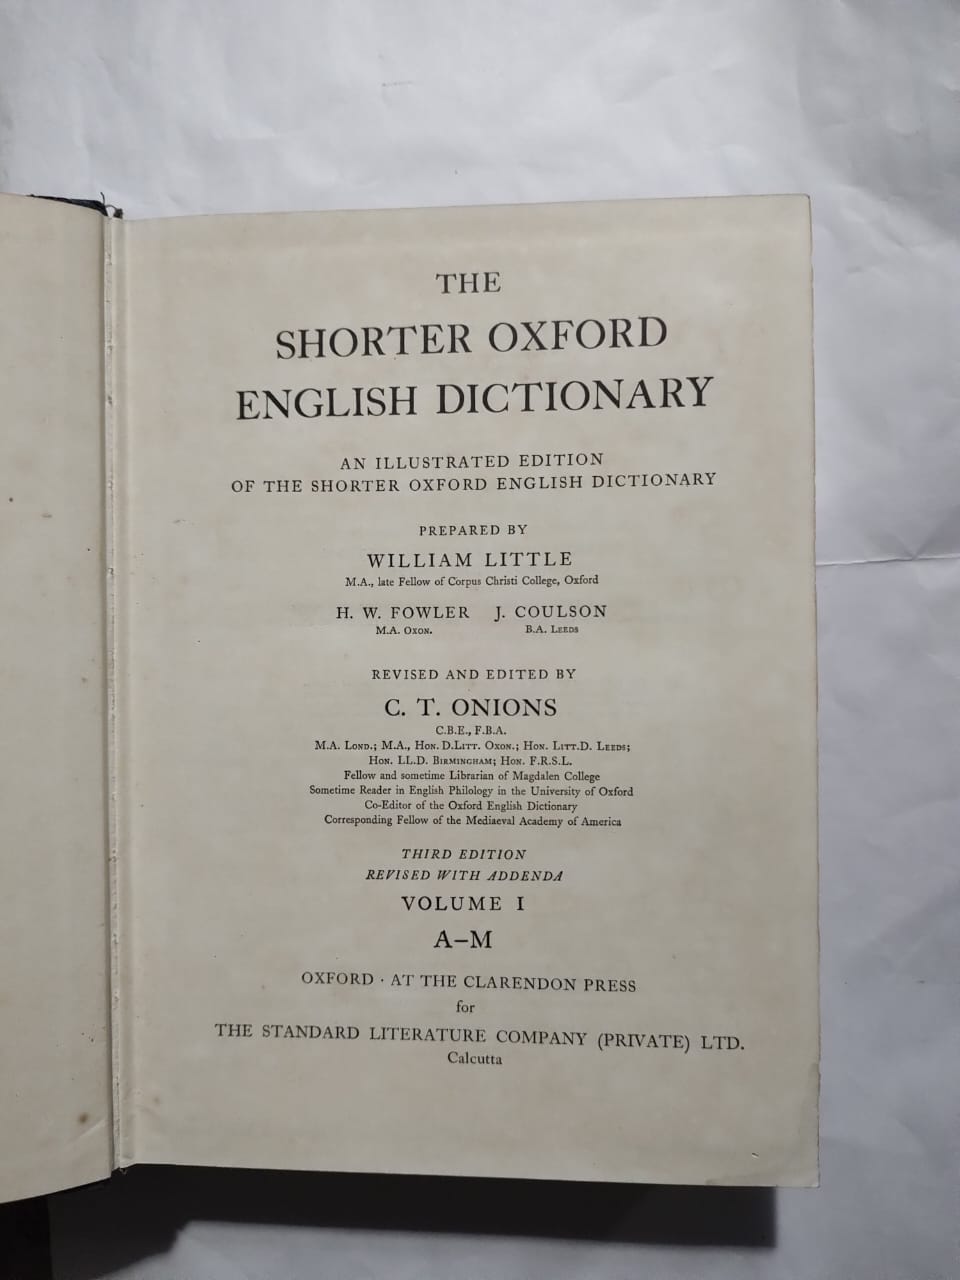 THE
SHORTER OXFORD
ENGLISH DICTIONARY
AN ILLUSTRATED EDITION
OF THE SHORTER OXFORD ENGLISH DICTIONARY
PREPARED BY
WILLIAM LITTLE
M.A., late Fellow of Corpus Christi College, Oxford
H. W. FOWLER J. COULSON
M.A. OXON. B.A. LEEDS
REVISED AND EDITED BY
C. T. ONIONS
C.B.E., F.B.A.
M.A. LOND.; M.A., HON. D.LITT. OXON.; HON. LITT.D. LEEDS;
HON. LL.D. BIRMINGHAM; HON. F.R.S.L.
Fellow and sometime Librarian of Magdalen College
Sometime Reader in English Philology in the University of Oxford
Co-Editor of the Oxford English Dictionary
Corresponding Fellow of the Mediaeval Academy of America
THIRD EDITION
REVISED WITH ADDENDA
VOLUME I
A–M
OXFORD · AT THE CLARENDON PRESS
for
THE STANDARD LITERATURE COMPANY (PRIVATE) LTD.
Calcutta